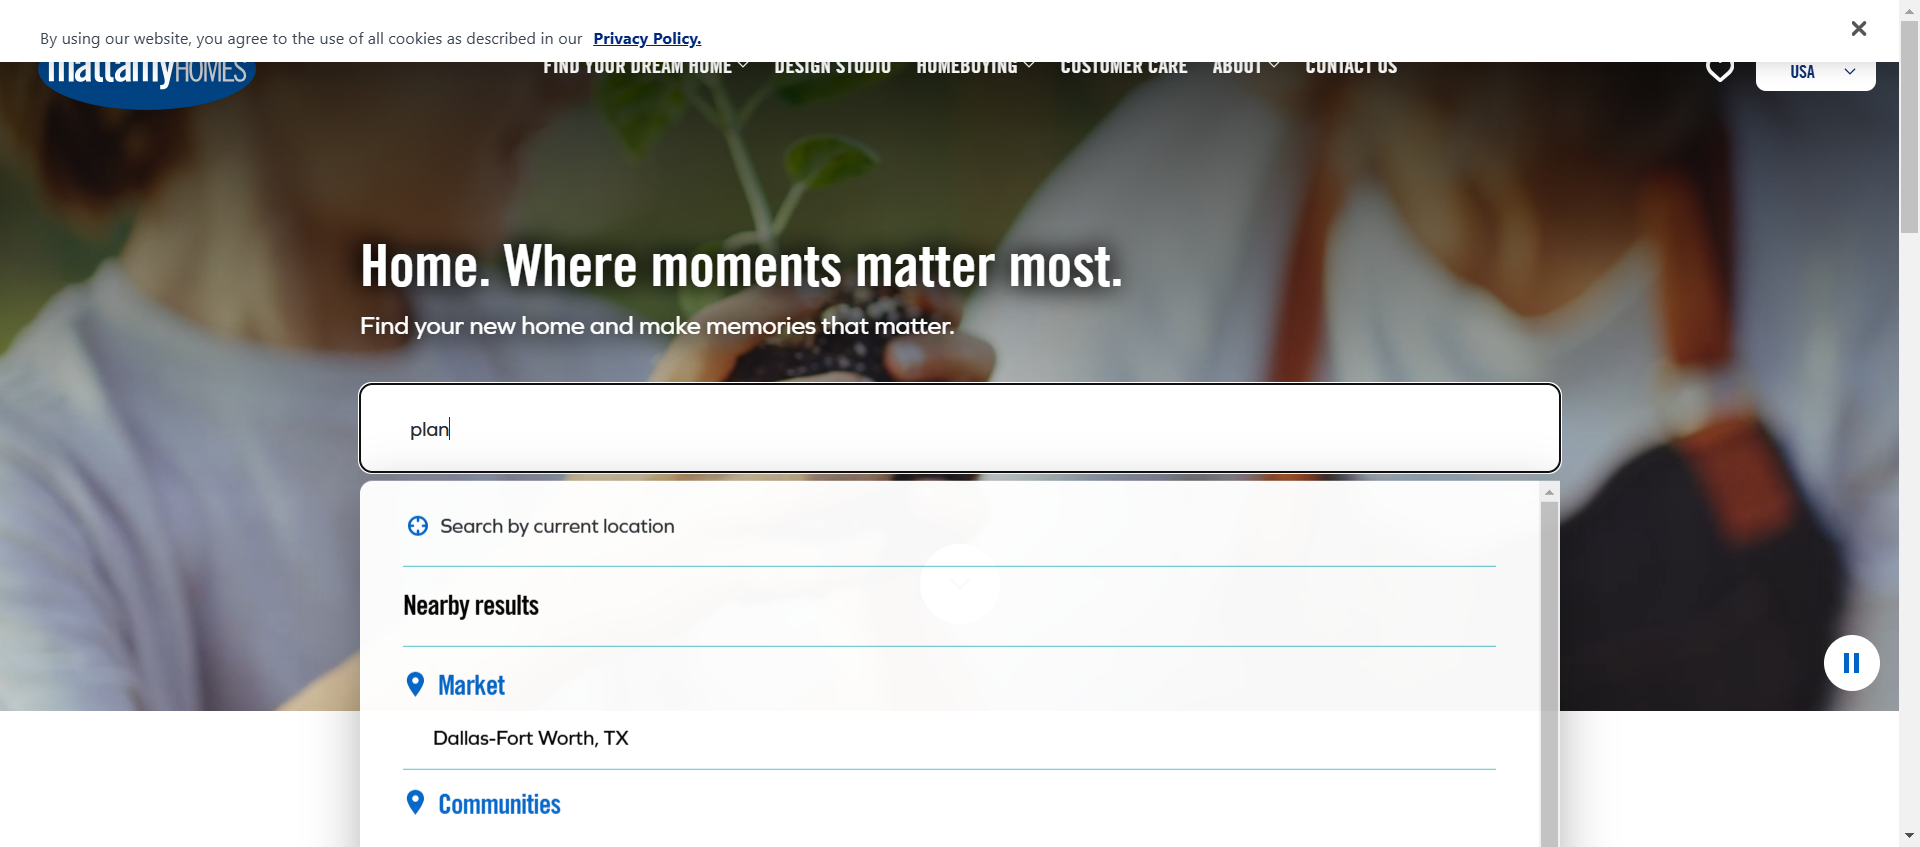 By using our website, you agree to the use of all cookies as described in our Privacy Policy.
mattamyHOMES
FIND YOUR DREAM HOME
DESIGN STUDIO
HOMEBUYING
CUSTOMER CARE
ABOUT
CONTACT US
USA
Home. Where moments matter most.
Find your new home and make memories that matter.
plan
Search by current location
Nearby results
Market
Dallas-Fort Worth, TX
Communities